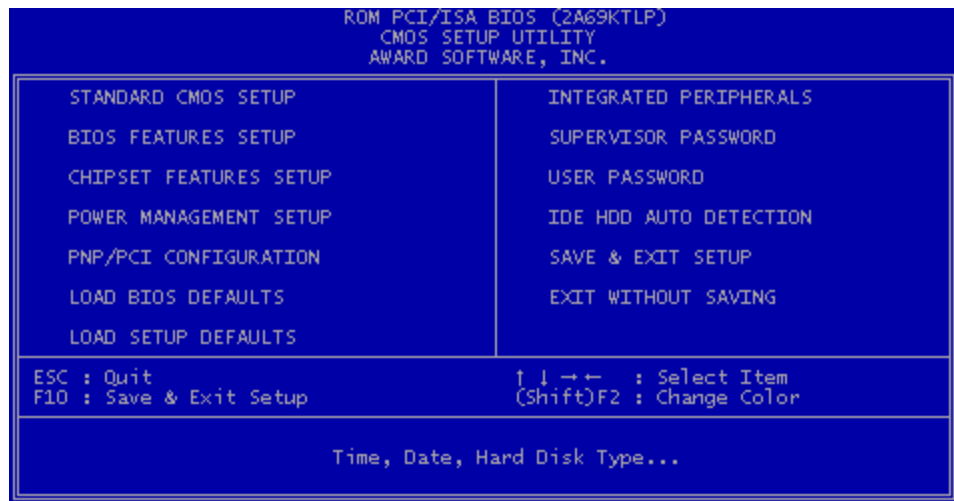 ROM PCI/ISA BIOS (2A69KTLP)
CMOS SETUP UTILITY
AWARD SOFTWARE, INC.
STANDARD CMOS SETUP
BIOS FEATURES SETUP
CHIPSET FEATURES SETUP
POWER MANAGEMENT SETUP
PNP/PCI CONFIGURATION
LOAD BIOS DEFAULTS
LOAD SETUP DEFAULTS
INTEGRATED PERIPHERALS
SUPERVISOR PASSWORD
USER PASSWORD
IDE HDD AUTO DETECTION
SAVE & EXIT SETUP
EXIT WITHOUT SAVING
ESC : Quit
F10 : Save & Exit Setup
↑ ↓ → ← : Select Item
(Shift)F2 : Change Color
Time, Date, Hard Disk Type...